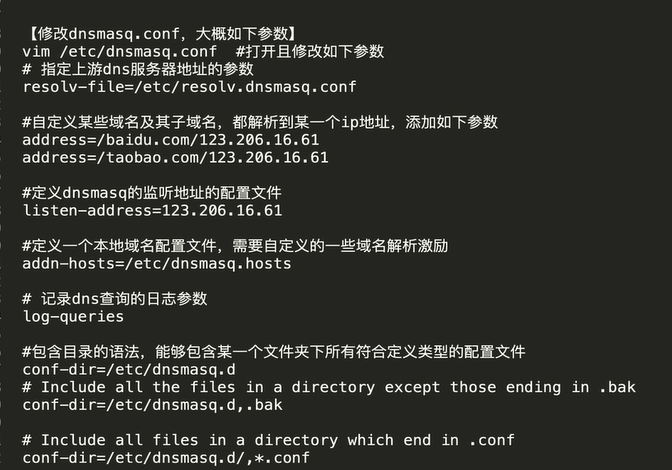 【修改dnsmasq.conf，大概如下参数】
vim /etc/dnsmasq.conf  #打开且修改如下参数
# 指定上游dns服务器地址的参数
resolv-file=/etc/resolv.dnsmasq.conf
#自定义某些域名及其子域名，都解析到某一个ip地址，添加如下参数
address=/baidu.com/123.206.16.61
address=/taobao.com/123.206.16.61
#定义dnsmasq的监听地址的配置文件
listen-address=123.206.16.61
#定义一个本地域名配置文件，需要自定义的一些域名解析激励
addn-hosts=/etc/dnsmasq.hosts
# 记录dns查询的日志参数
log-queries
#包含目录的语法，能够包含某一个文件夹下所有符合定义类型的配置文件
conf-dir=/etc/dnsmasq.d
# Include all the files in a directory except those ending in .bak
conf-dir=/etc/dnsmasq.d,.bak
# Include all files in a directory which end in .conf
conf-dir=/etc/dnsmasq.d/,*.conf